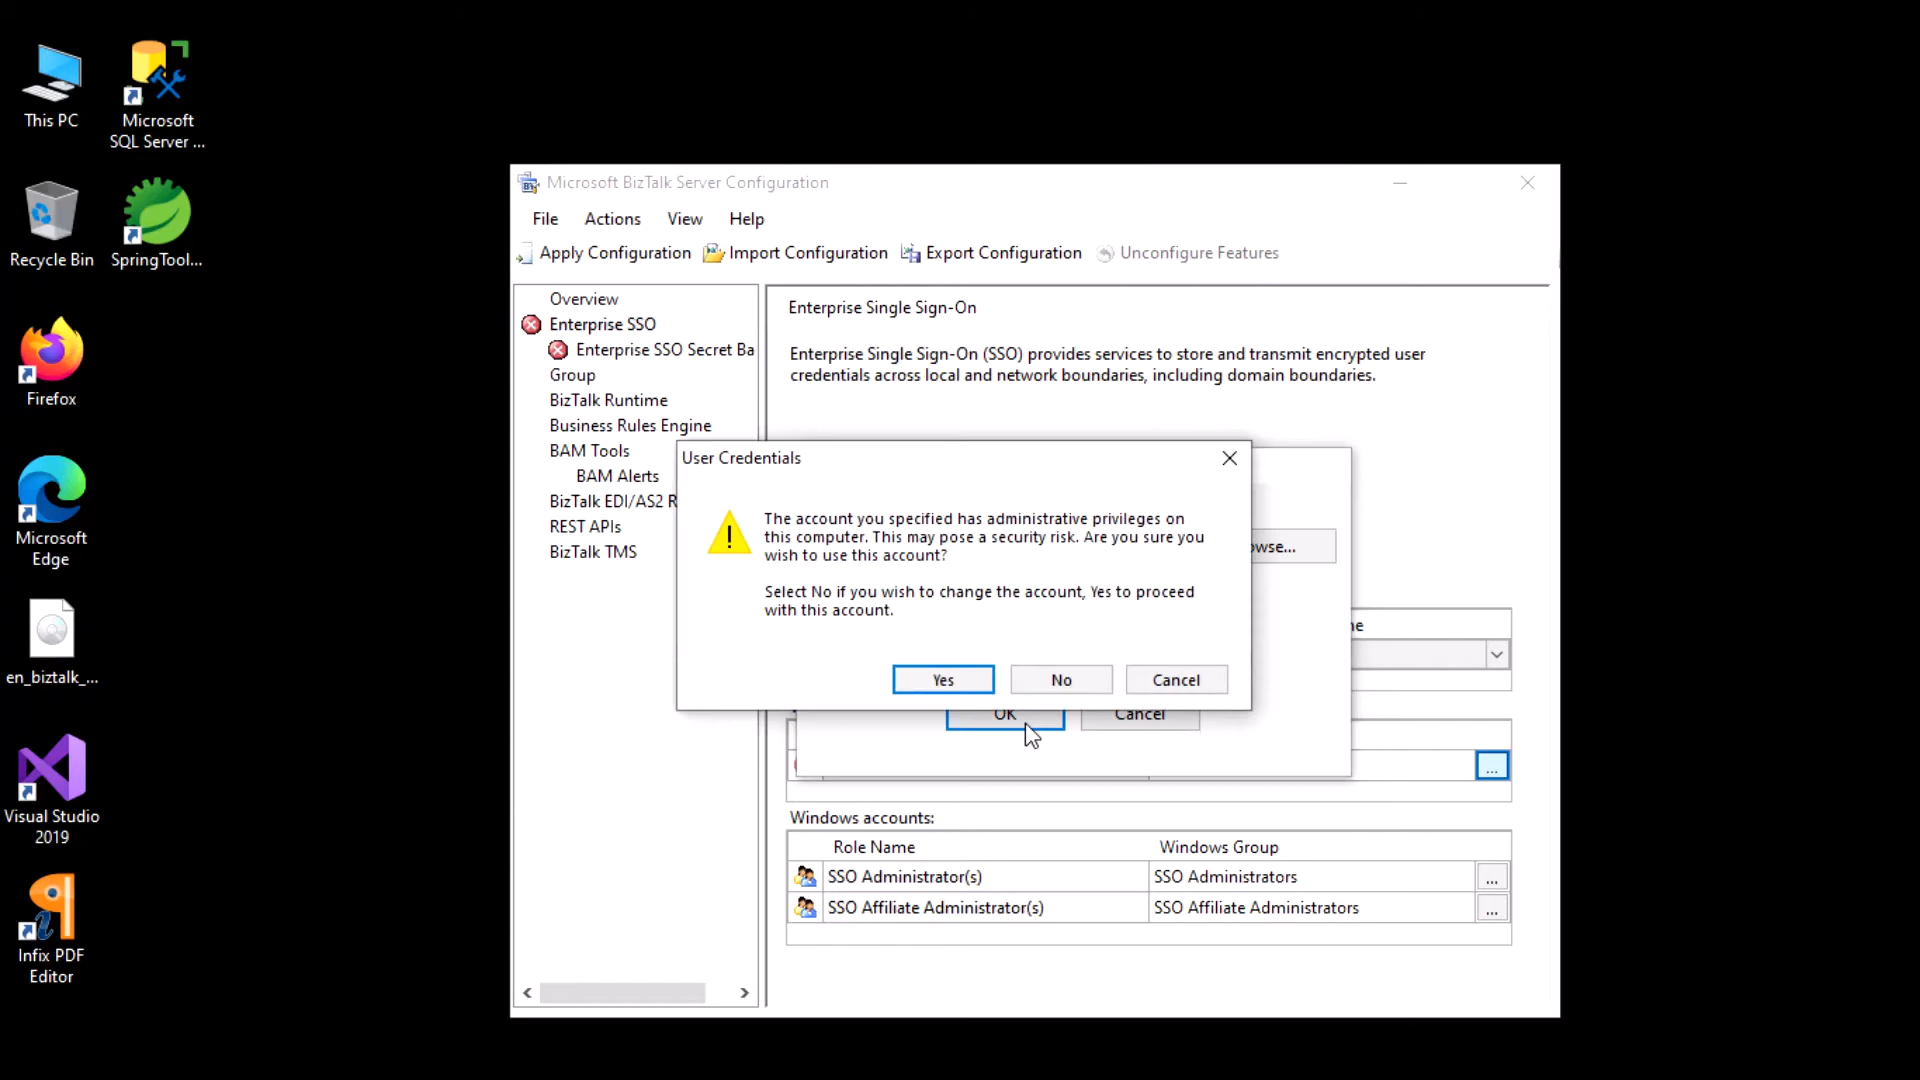 This PC
Microsoft
SQL Server ...
Recycle Bin
SpringTool...
Firefox
Microsoft
Edge
en_biztalk_...
Visual Studio
2019
Infix PDF
Editor
Microsoft BizTalk Server Configuration
File Actions View Help
Apply Configuration Import Configuration Export Configuration Unconfigure Features
Overview
Enterprise SSO
Enterprise SSO Secret Ba
Group
BizTalk Runtime
Business Rules Engine
BAM Tools
BAM Alerts
BizTalk EDI/AS2 R
REST APIs
BizTalk TMS
Enterprise Single Sign-On
Enterprise Single Sign-On (SSO) provides services to store and transmit encrypted user
credentials across local and network boundaries, including domain boundaries.
User Credentials
The account you specified has administrative privileges on
this computer. This may pose a security risk. Are you sure you
wish to use this account?
Select No if you wish to change the account, Yes to proceed
with this account.
Yes No Cancel
owse...
me
OK Cancel
...
Windows accounts:
Role Name Windows Group
SSO Administrator(s) SSO Administrators ...
SSO Affiliate Administrator(s) SSO Affiliate Administrators ...